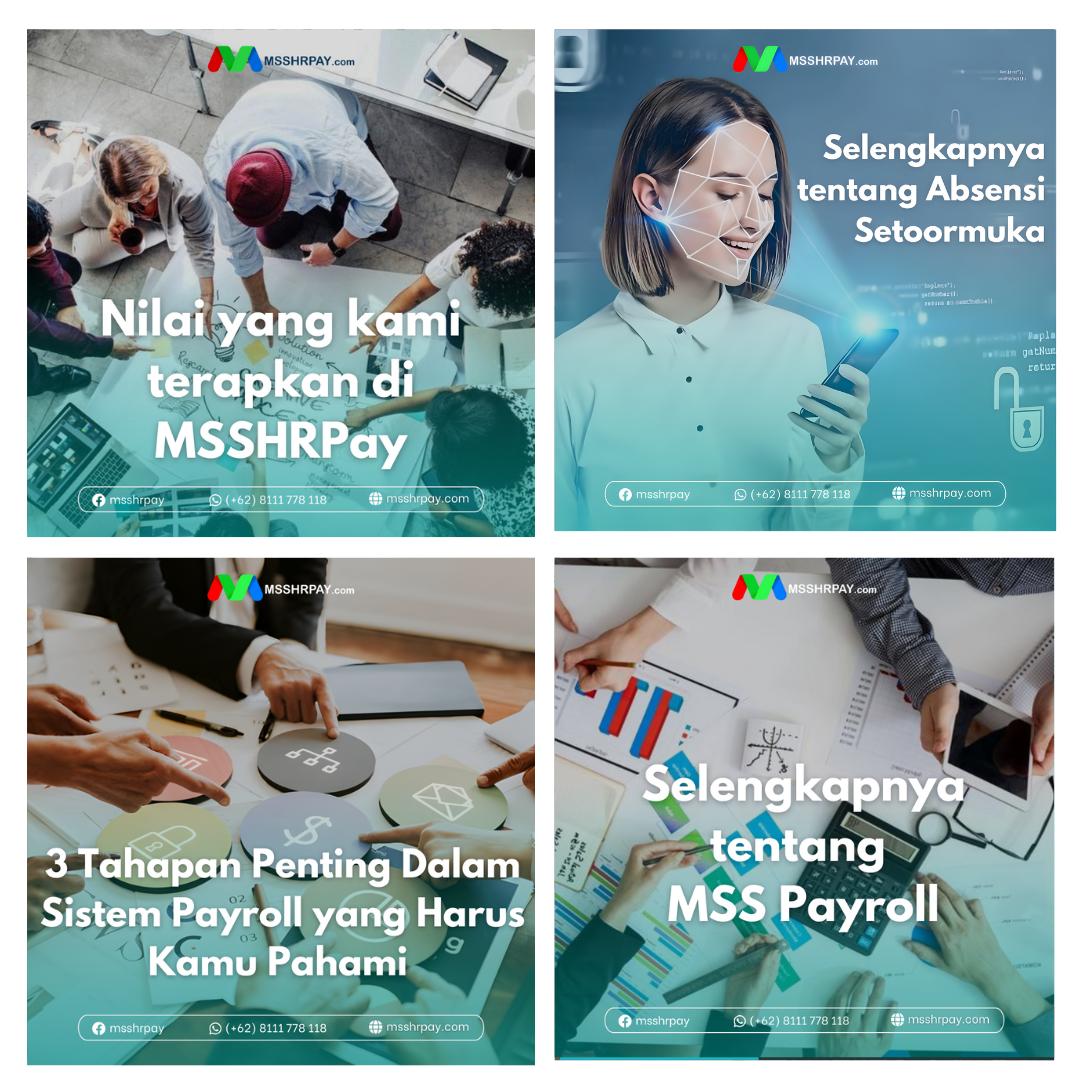 MSSHRPAY.com
Nilai yang kami
terapkan di
MSSHRPay
msshrpay
(+62) 8111 778 118
msshrpay.com
MSSHRPAY.com
Selengkapnya
tentang Absensi
Setoormuka
msshrpay
(+62) 8111 778 118
msshrpay.com
MSSHRPAY.com
02
03
3 Tahapan Penting Dalam
Sistem Payroll yang Harus
Kamu Pahami
msshrpay
(+62) 8111 778 118
msshrpay.com
MSSHRPAY.com
Selengkapnya
tentang
MSS Payroll
msshrpay
(+62) 8111 778 118
msshrpay.com